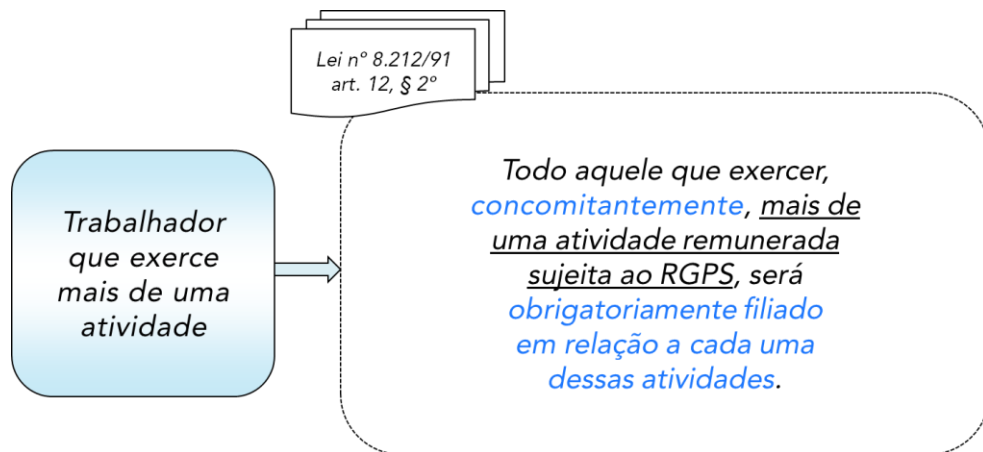 Lei nº 8.212/91
art. 12, § 2º
Trabalhador
que exerce
mais de uma
atividade
Todo aquele que exercer,
concomitantemente, mais de
uma atividade remunerada
sujeita ao RGPS, será
obrigatoriamente filiado
em relação a cada uma
dessas atividades.